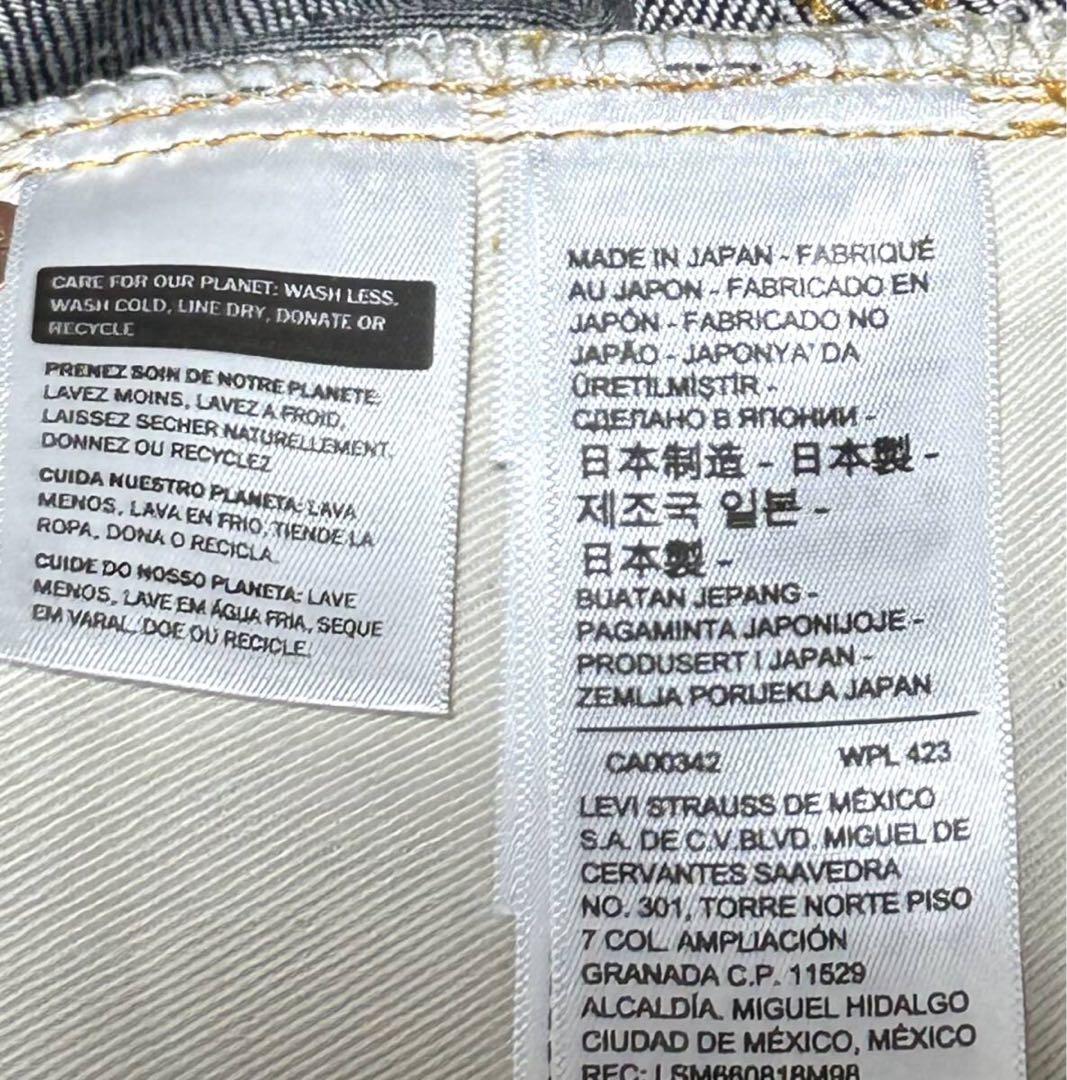 CARE FOR OUR PLANET: WASH LESS,
WASH COLD, LINE DRY, DONATE OR
RECYCLE
PRENEZ SOIN DE NOTRE PLANETE:
LAVEZ MOINS, LAVEZ A FROID,
LAISSEZ SECHER NATURELLEMENT,
DONNEZ OU RECYCLEZ
CUIDA NUESTRO PLANETA: LAVA
MENOS, LAVA EN FRIO, TIENDE LA
ROPA, DONA O RECICLA.
CUIDE DO NOSSO PLANETA: LAVE
MENOS, LAVE EM ÁGUA FRIA, SEQUE
EM VARAL, DOE OU RECICLE.
MADE IN JAPAN - FABRIQUÉ
AU JAPON - FABRICADO EN
JAPÓN - FABRICADO NO
JAPÃO - JAPONYA' DA
ÜRETILMIŞTIR -
СДЕЛАНО В ЯПОНИИ -
日本制造 - 日本製 -
제조국 일본 -
日本製 -
BUATAN JEPANG -
PAGAMINTA JAPONIJOJE -
PRODUSERT I JAPAN -
ZEMLJA PORIJEKLA JAPAN
CA00342 WPL 423
LEVI STRAUSS DE MÉXICO
S.A. DE C.V.BLVD. MIGUEL DE
CERVANTES SAAVEDRA
NO. 301, TORRE NORTE PISO
7 COL. AMPLIACIÓN
GRANADA C.P. 11529
ALCALDÍA. MIGUEL HIDALGO
CIUDAD DE MÉXICO, MÉXICO
REC: LSM660818M98